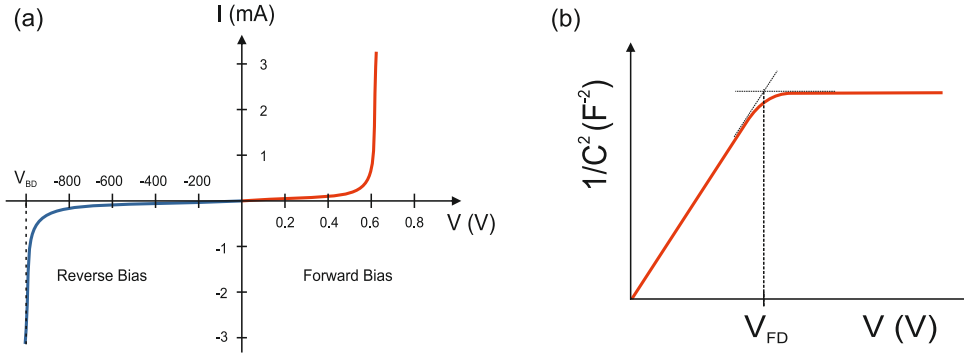 (a)
I (mA)
3
2
1
V_BD
-800
-600
-400
-200
0
0.2
0.4
0.6
0.8
V (V)
-1
-2
-3
Reverse Bias
Forward Bias
(b)
1/C² (F⁻²)
V_FD
V (V)